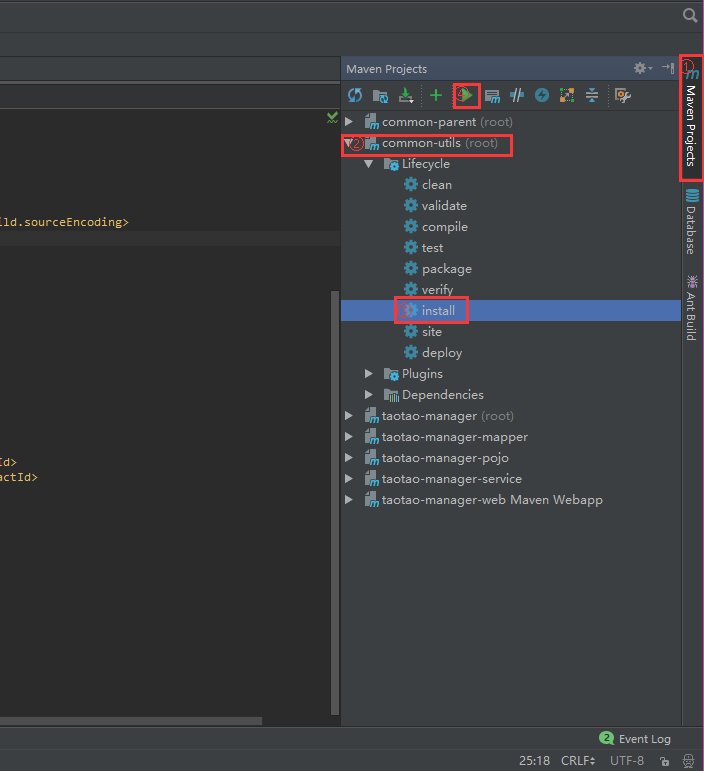 Maven Projects
①
Maven Projects
④
common-parent (root)
② common-utils (root)
Lifecycle
clean
validate
compile
ild.sourceEncoding>
test
package
verify
install
site
deploy
Plugins
Dependencies
taotao-manager (root)
taotao-manager-mapper
taotao-manager-pojo
Id>
actId>
taotao-manager-service
taotao-manager-web Maven Webapp
Database
Ant Build
2 Event Log
25:18 CRLF UTF-8